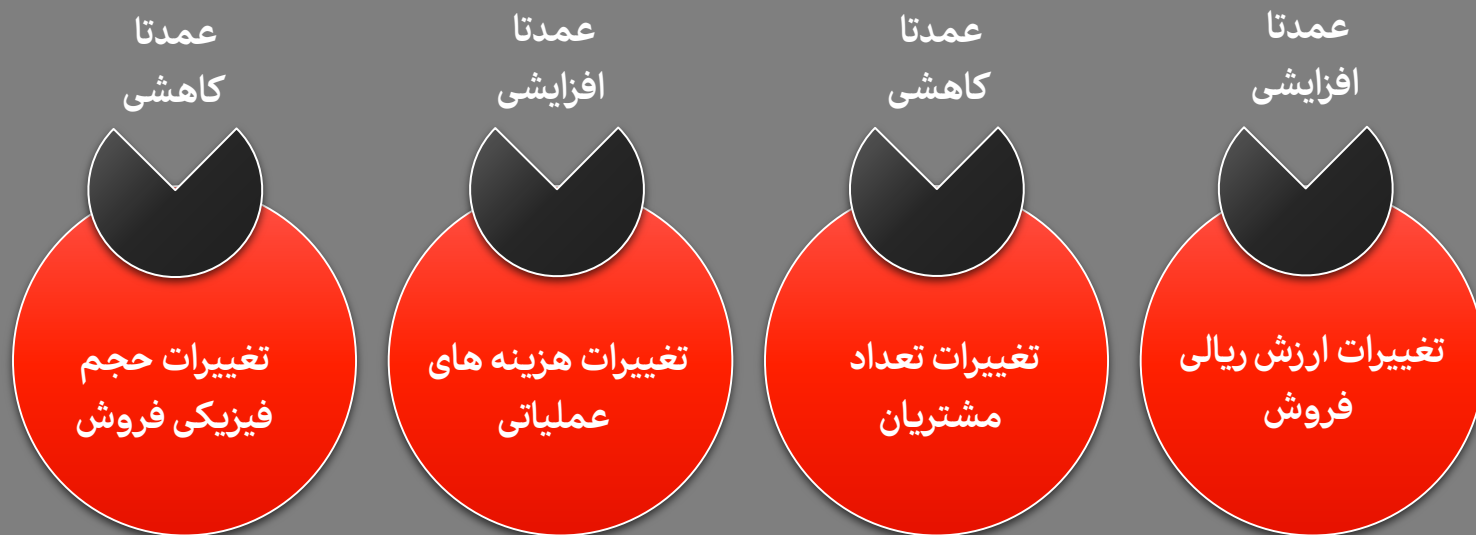 عمدتا
افزایشی
تغییرات ارزش ریالی
فروش
عمدتا
کاهشی
تغییرات تعداد
مشتریان
عمدتا
افزایشی
تغییرات هزینه های
عملیاتی
عمدتا
کاهشی
تغییرات حجم
فیزیکی فروش